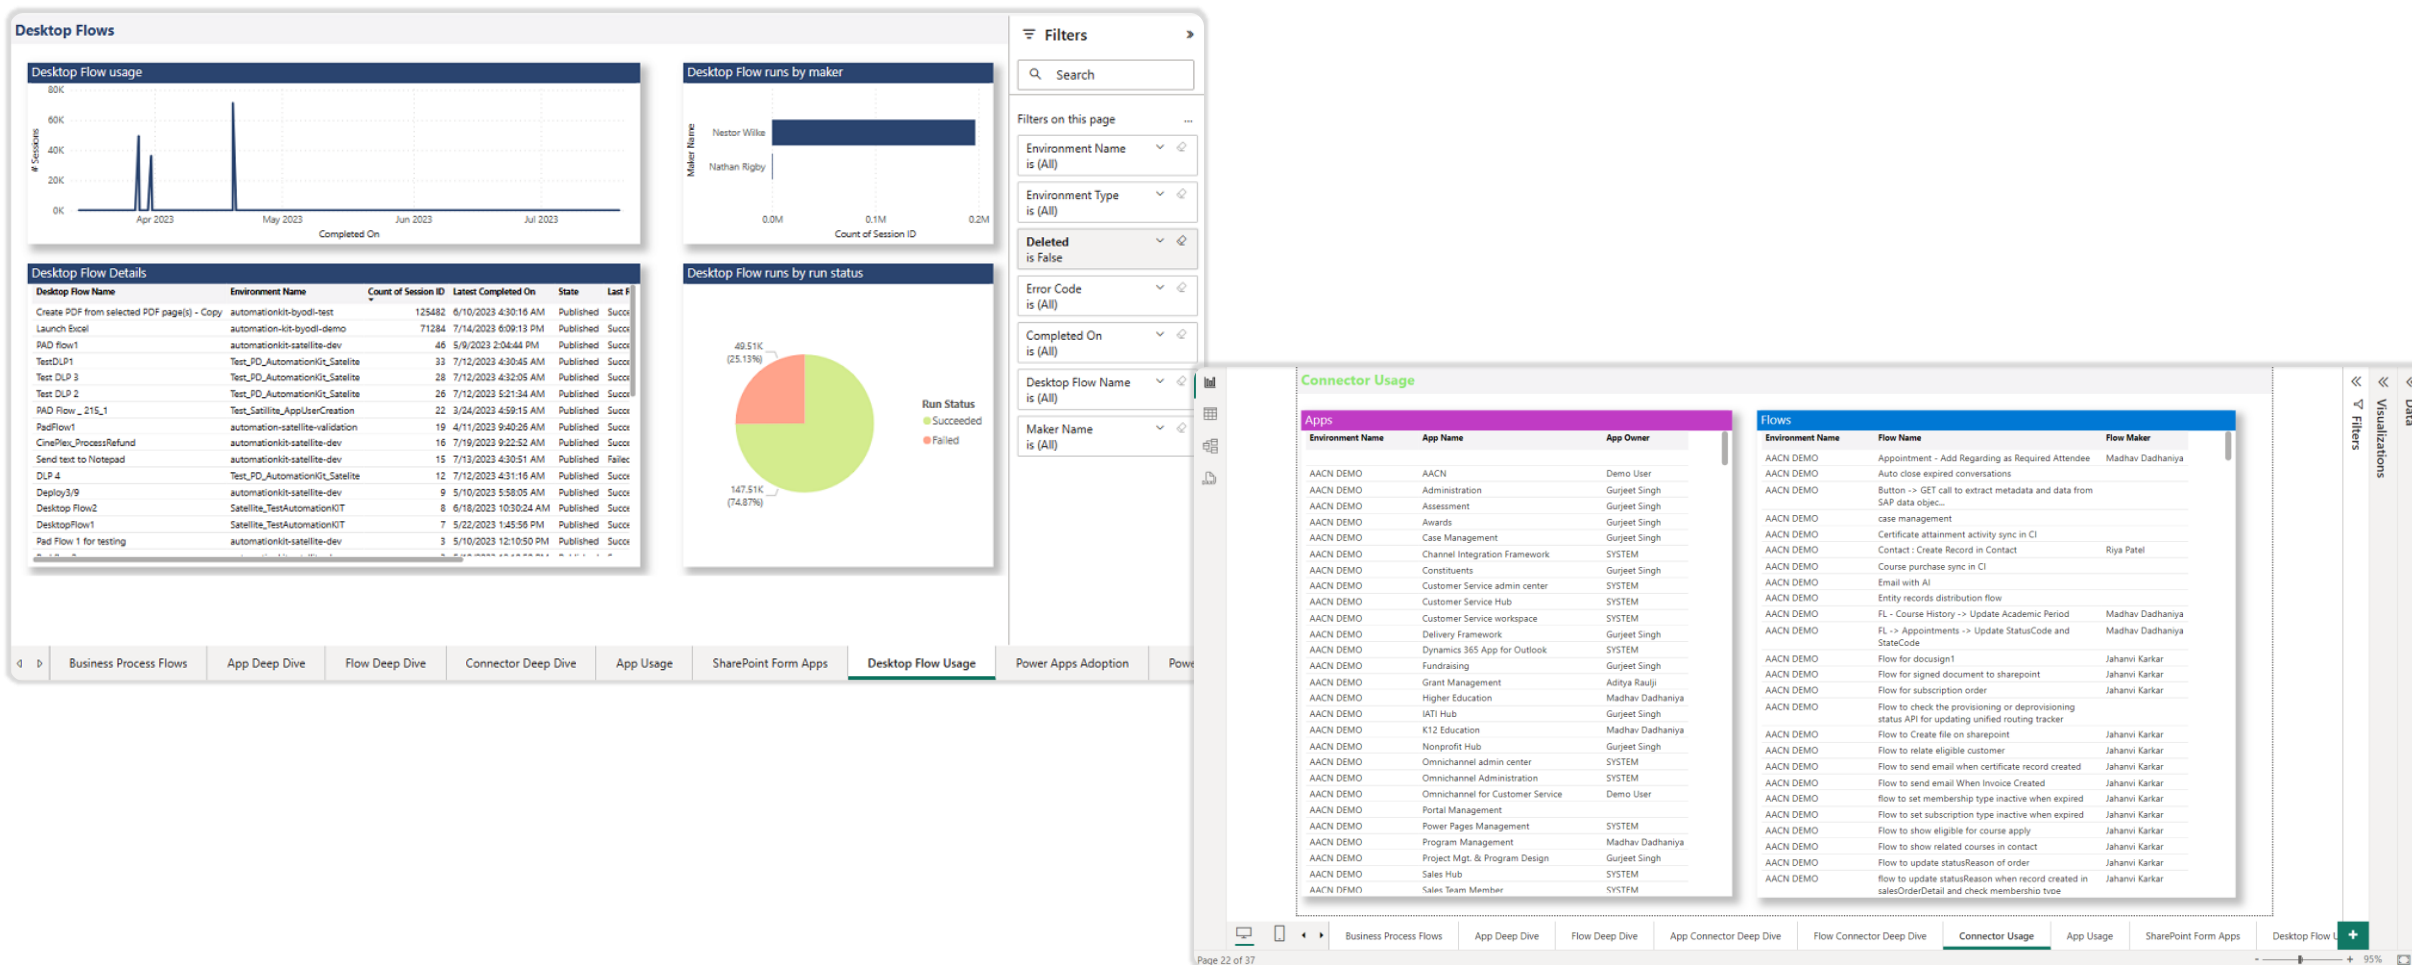 Desktop Flows
Desktop Flow usage
80K
60K
40K
20K
0K
# Sessions
Apr 2023 May 2023 Jun 2023 Jul 2023
Completed On
Desktop Flow runs by maker
Maker Name
Nestor Wilke
Nathan Rigby
0.0M 0.1M 0.2M
Count of Session ID
Desktop Flow Details
Desktop Flow Name Environment Name Count of Session ID Latest Completed On State Last R
Create PDF from selected PDF page(s) - Copy automationkit-byodl-test 125482 6/10/2023 4:30:16 AM Published Succe
Launch Excel automation-kit-byodl-demo 71284 7/14/2023 6:09:13 PM Published Succe
PAD flow1 automationkit-satellite-dev 46 5/9/2023 2:04:44 PM Published Succe
TestDLP1 Test_PD_AutomationKit_Satelite 33 7/12/2023 4:30:45 AM Published Succe
Test DLP 3 Test_PD_AutomationKit_Satelite 28 7/12/2023 4:32:05 AM Published Succe
Test DLP 2 Test_PD_AutomationKit_Satelite 26 7/12/2023 5:21:34 AM Published Succe
PAD Flow _ 215_1 Test_Satillite_AppUserCreation 22 3/24/2023 4:59:15 AM Published Succe
PadFlow1 automation-satellite-validation 19 4/11/2023 9:40:26 AM Published Succe
CinePlex_ProcessRefund automationkit-satellite-dev 16 7/19/2023 9:22:52 AM Published Succe
Send text to Notepad automationkit-satellite-dev 15 7/13/2023 4:30:51 AM Published Failec
DLP 4 Test_PD_AutomationKit_Satelite 12 7/12/2023 4:31:16 AM Published Succe
Deploy3/9 automationkit-satellite-dev 9 5/10/2023 5:58:05 AM Published Succe
Desktop Flow2 Satellite_TestAutomationKIT 8 6/18/2023 10:30:24 AM Published Succe
DesktopFlow1 Satellite_TestAutomationKIT 7 5/22/2023 1:45:56 PM Published Succe
Pad Flow 1 for testing automationkit-satellite-dev 3 5/10/2023 12:10:50 PM Published Succe
Desktop Flow runs by run status
49.51K
(25.13%)
147.51K
(74.87%)
Run Status
Succeeded
Failed
Filters
Search
Filters on this page ...
Environment Name
is (All)
Environment Type
is (All)
Deleted
is False
Error Code
is (All)
Completed On
is (All)
Desktop Flow Name
is (All)
Maker Name
is (All)
Business Process Flows App Deep Dive Flow Deep Dive Connector Deep Dive App Usage SharePoint Form Apps Desktop Flow Usage Power Apps Adoption Powe
Connector Usage
Apps
Environment Name App Name App Owner
AACN DEMO AACN Demo User
AACN DEMO Administration Gurjeet Singh
AACN DEMO Assessment Gurjeet Singh
AACN DEMO Awards Gurjeet Singh
AACN DEMO Case Management Gurjeet Singh
AACN DEMO Channel Integration Framework SYSTEM
AACN DEMO Constituents Gurjeet Singh
AACN DEMO Customer Service admin center SYSTEM
AACN DEMO Customer Service Hub SYSTEM
AACN DEMO Customer Service workspace SYSTEM
AACN DEMO Delivery Framework Gurjeet Singh
AACN DEMO Dynamics 365 App for Outlook SYSTEM
AACN DEMO Fundraising Gurjeet Singh
AACN DEMO Grant Management Aditya Raulji
AACN DEMO Higher Education Madhav Dadhaniya
AACN DEMO IATI Hub Gurjeet Singh
AACN DEMO K12 Education Madhav Dadhaniya
AACN DEMO Nonprofit Hub Gurjeet Singh
AACN DEMO Omnichannel admin center SYSTEM
AACN DEMO Omnichannel Administration SYSTEM
AACN DEMO Omnichannel for Customer Service Demo User
AACN DEMO Portal Management
AACN DEMO Power Pages Management SYSTEM
AACN DEMO Program Management Madhav Dadhaniya
AACN DEMO Project Mgt. & Program Design Gurjeet Singh
AACN DEMO Sales Hub SYSTEM
AACN DEMO Sales Team Member SYSTEM
Flows
Environment Name Flow Name Flow Maker
AACN DEMO Appointment - Add Regarding as Required Attendee Madhav Dadhaniya
AACN DEMO Auto close expired conversations
AACN DEMO Button -> GET call to extract metadata and data from
SAP data objec...
AACN DEMO case management
AACN DEMO Certificate attainment activity sync in CI
AACN DEMO Contact : Create Record in Contact Riya Patel
AACN DEMO Course purchase sync in CI
AACN DEMO Email with AI
AACN DEMO Entity records distribution flow
AACN DEMO FL - Course History -> Update Academic Period Madhav Dadhaniya
AACN DEMO FL -> Appointments -> Update StatusCode and Madhav Dadhaniya
StateCode
AACN DEMO Flow for docusign1 Jahanvi Karkar
AACN DEMO Flow for signed document to sharepoint Jahanvi Karkar
AACN DEMO Flow for subscription order Jahanvi Karkar
AACN DEMO Flow to check the provisioning or deprovisioning
status API for updating unified routing tracker
AACN DEMO Flow to Create file on sharepoint Jahanvi Karkar
AACN DEMO Flow to relate eligible customer Jahanvi Karkar
AACN DEMO Flow to send email when certificate record created Jahanvi Karkar
AACN DEMO Flow to send email When Invoice Created Jahanvi Karkar
AACN DEMO flow to set membership type inactive when expired Jahanvi Karkar
AACN DEMO Flow to set subscription type inactive when expired Jahanvi Karkar
AACN DEMO Flow to show eligible for course apply Jahanvi Karkar
AACN DEMO Flow to show related courses in contact Jahanvi Karkar
AACN DEMO Flow to update statusReason of order Jahanvi Karkar
AACN DEMO flow to update statusReason when record created in Jahanvi Karkar
salesOrderDetail and check membership type
Filters
Visualizations
Data
Business Process Flows App Deep Dive Flow Deep Dive App Connector Deep Dive Flow Connector Deep Dive Connector Usage App Usage SharePoint Form Apps Desktop Flow U
Page 22 of 37
- + 95%